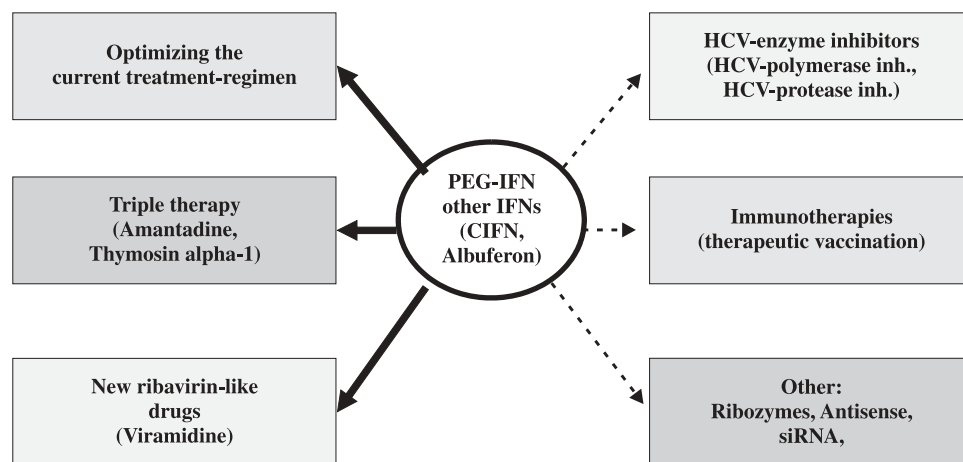 Optimizing the
current treatment-regimen
Triple therapy
(Amantadine,
Thymosin alpha-1)
New ribavirin-like
drugs
(Viramidine)
PEG-IFN
other IFNs
(CIFN,
Albuferon)
HCV-enzyme inhibitors
(HCV-polymerase inh.,
HCV-protease inh.)
Immunotherapies
(therapeutic vaccination)
Other:
Ribozymes, Antisense,
siRNA,